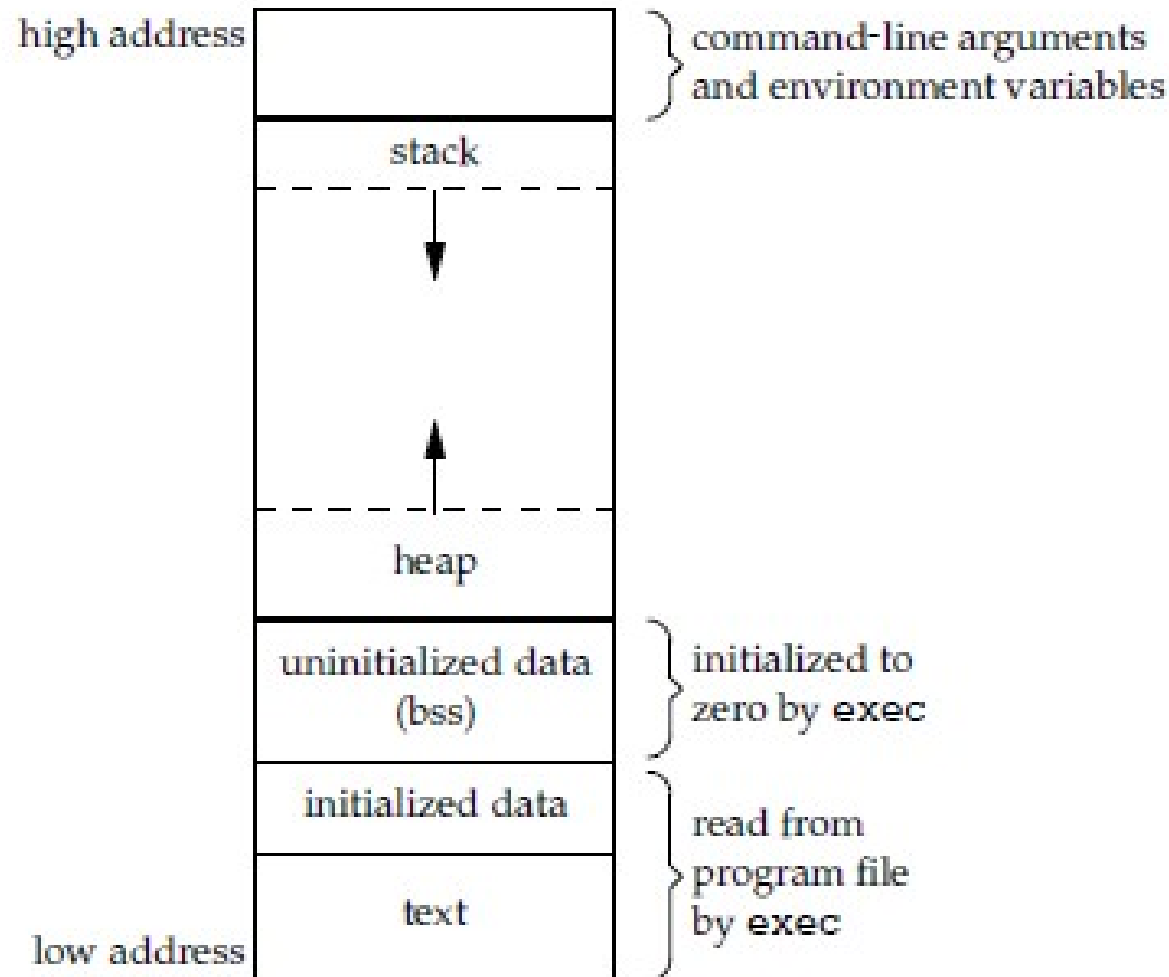 high address
command-line arguments
and environment variables
stack
heap
uninitialized data
(bss)
initialized to
zero by exec
initialized data
read from
program file
by exec
text
low address